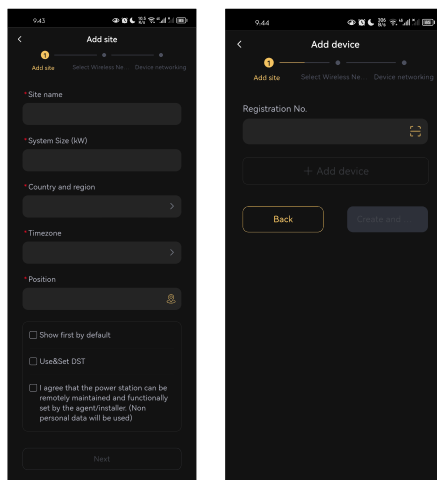 9.43
Add site
1
Add site
Select Wireless Ne...
Device networking
*Site name
*System Size (kW)
*Country and region
*Timezone
*Position
Show first by default
Use&Set DST
I agree that the power station can be
remotely maintained and functionally
set by the agent/installer. (Non
personal data will be used)
Next
9.44
Add device
1
Add site
Select Wireless Ne...
Device networking
Registration No.
+ Add device
Back
Create and ...